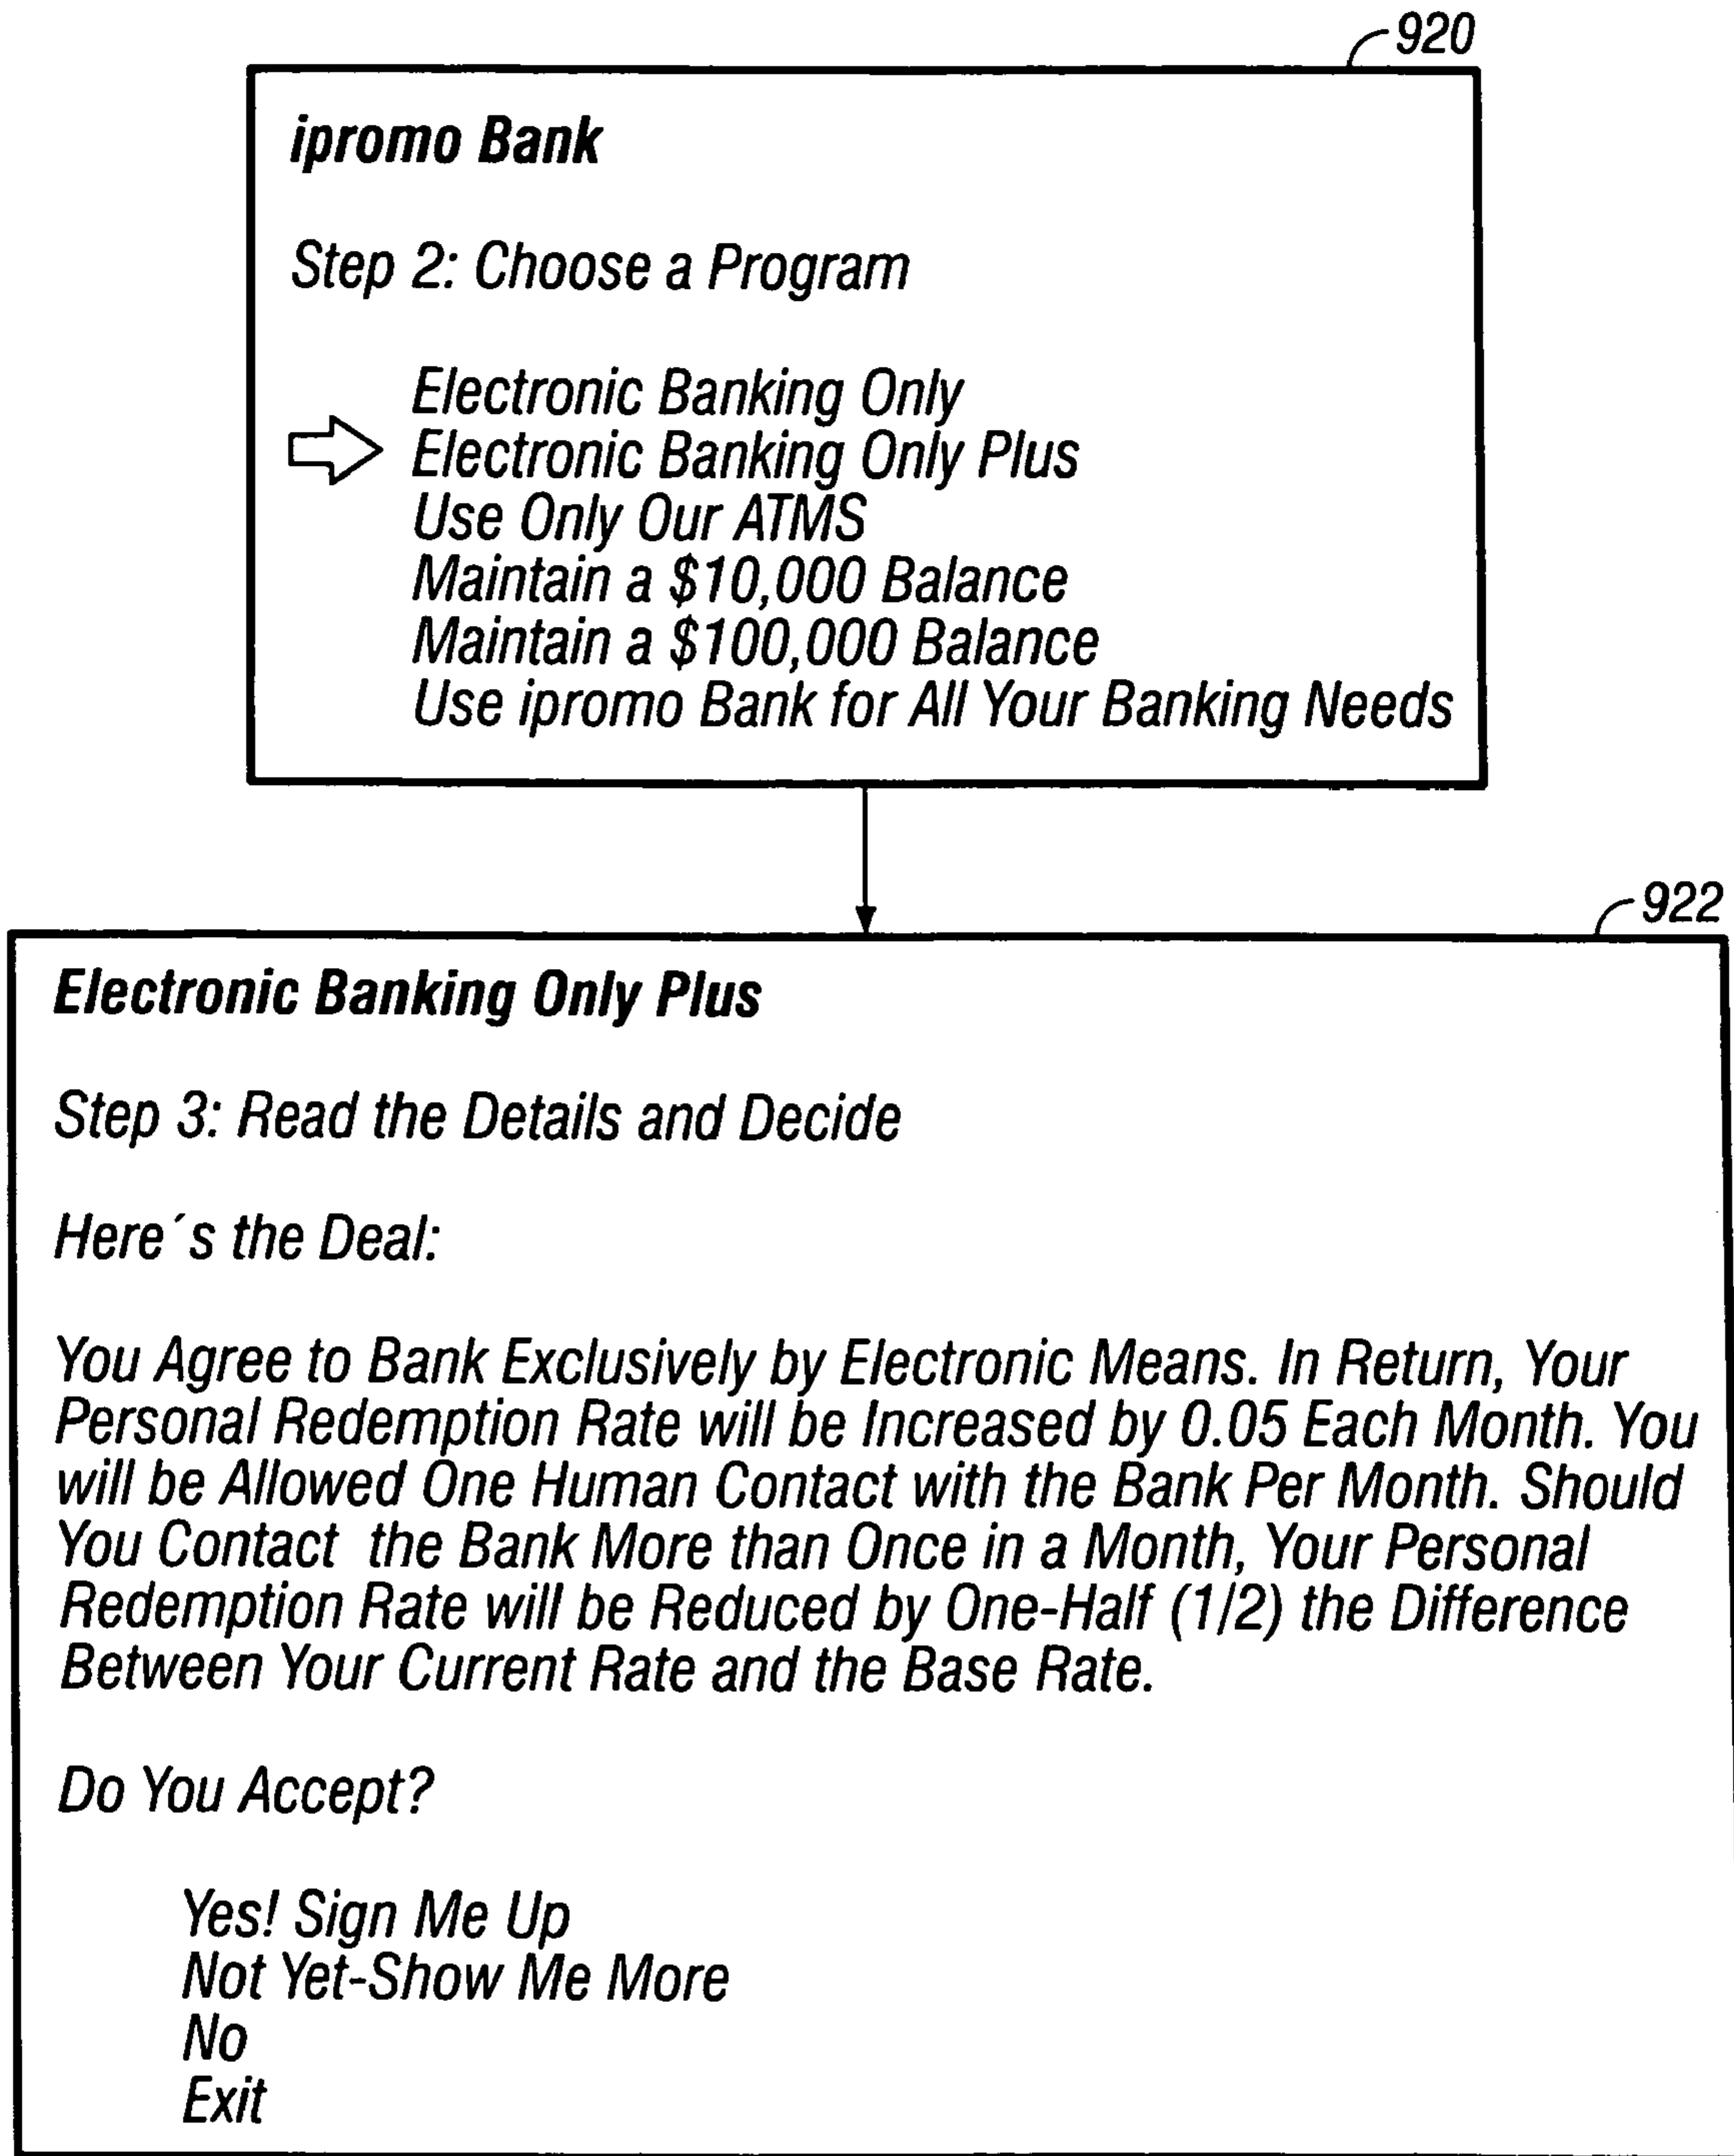 920
ipromo Bank
Step 2: Choose a Program
Electronic Banking Only
Electronic Banking Only Plus
Use Only Our ATMS
Maintain a $10,000 Balance
Maintain a $100,000 Balance
Use ipromo Bank for All Your Banking Needs
922
Electronic Banking Only Plus
Step 3: Read the Details and Decide
Here´s the Deal:
You Agree to Bank Exclusively by Electronic Means. In Return, Your
Personal Redemption Rate will be Increased by 0.05 Each Month. You
will be Allowed One Human Contact with the Bank Per Month. Should
You Contact the Bank More than Once in a Month, Your Personal
Redemption Rate will be Reduced by One-Half (1/2) the Difference
Between Your Current Rate and the Base Rate.
Do You Accept?
Yes! Sign Me Up
Not Yet-Show Me More
No
Exit